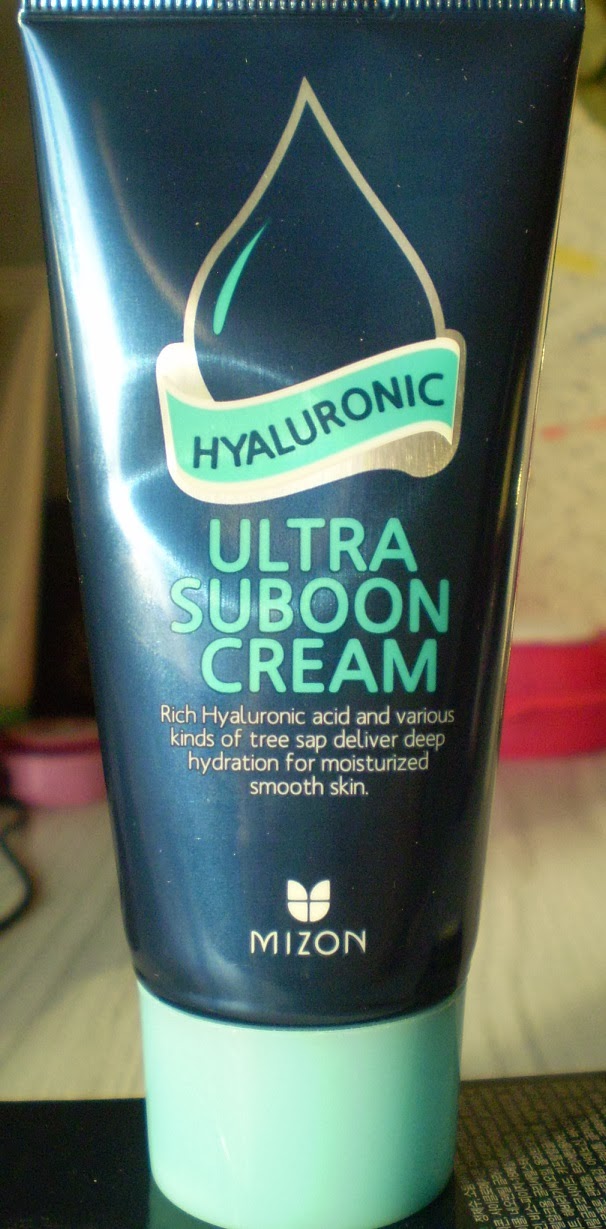 HYALURONIC
ULTRA
SUBOON
CREAM
Rich Hyaluronic acid and various
kinds of tree sap deliver deep
hydration for moisturized
smooth skin.
MIZON